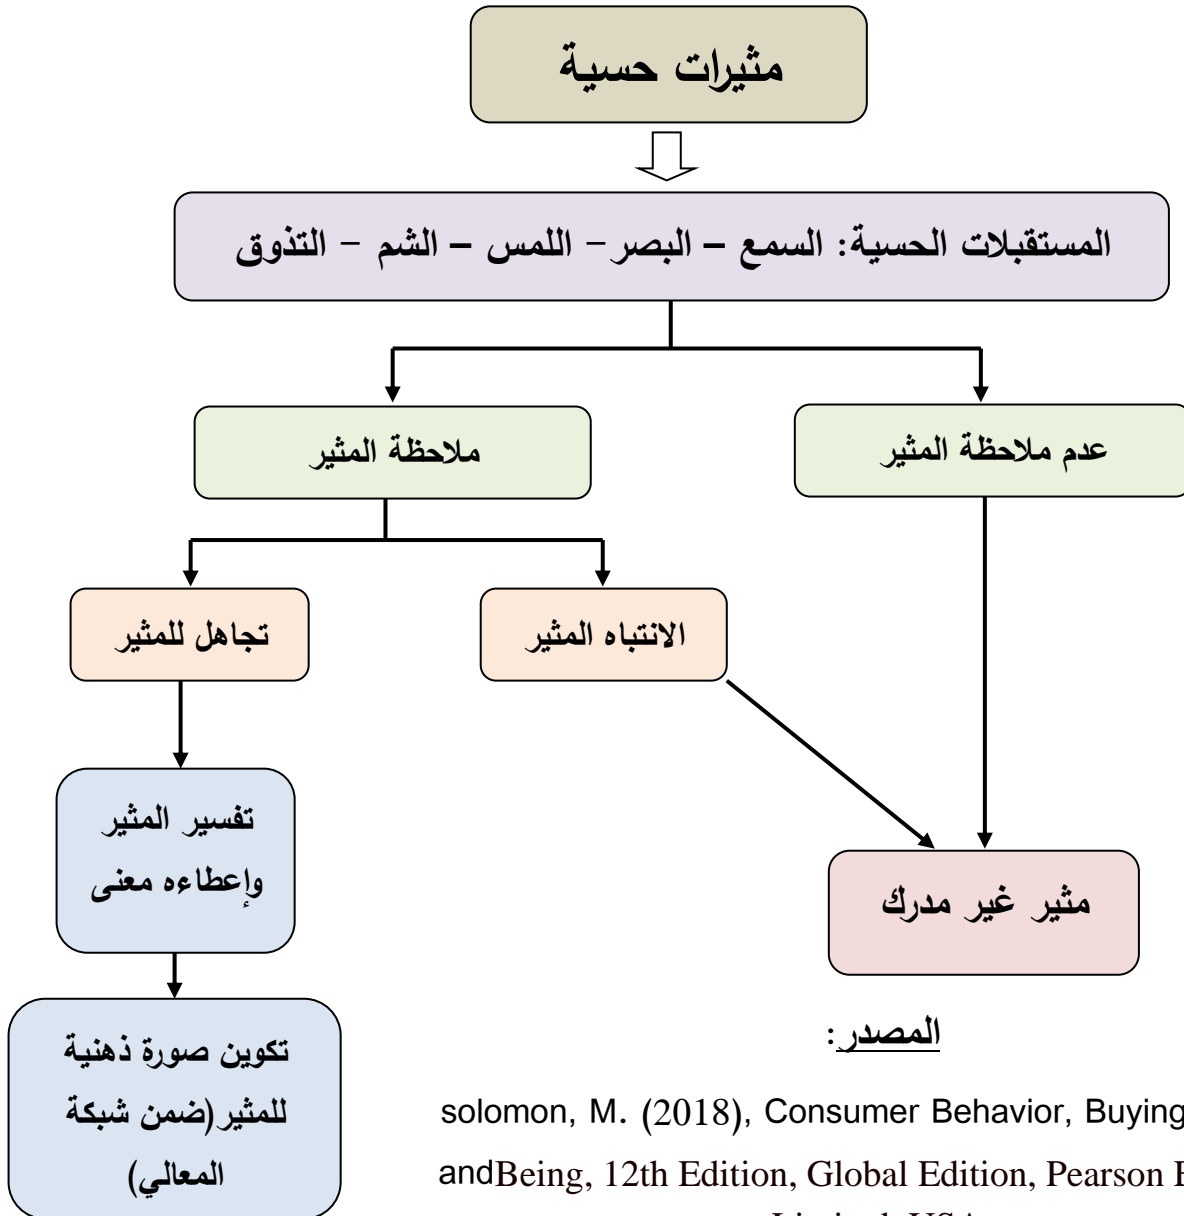 مثيرات حسية
المستقبلات الحسية: السمع – البصر – اللمس – الشم – التذوق
عدم ملاحظة المثير
ملاحظة المثير
الانتباه المثير
تجاهل للمثير
تفسير المثير
وإعطاءه معنى
مثير غير مدرك
تكوين صورة ذهنية
للمثير (ضمن شبكة
المعالي)
المصدر:
solomon, M. (2018), Consumer Behavior, Buying
andBeing, 12th Edition, Global Edition, Pearson